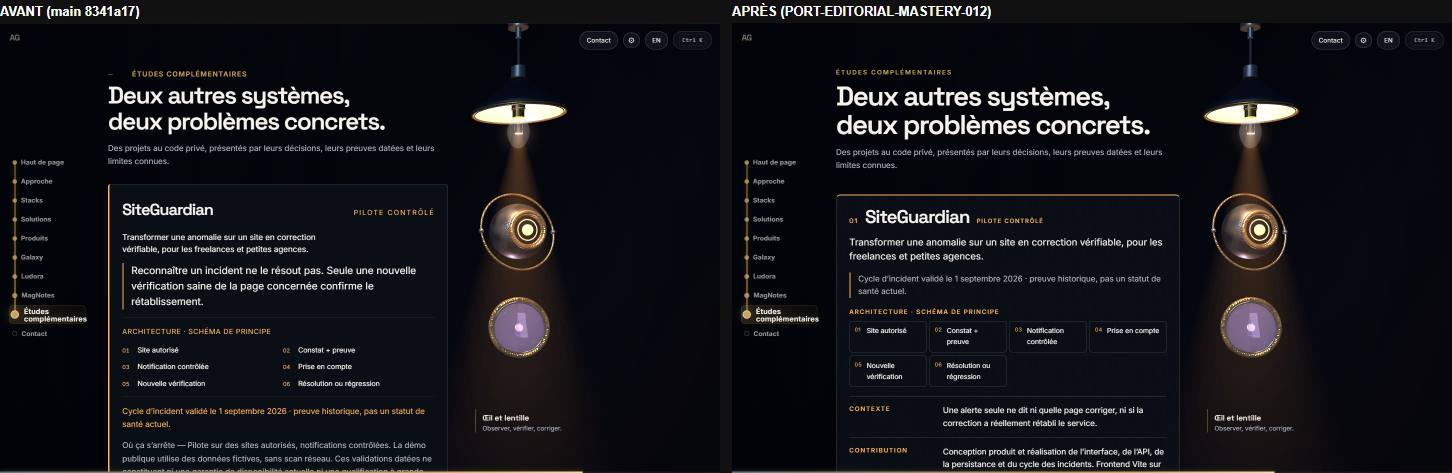 AVANT (main 8341a17)
AG
Contact
EN
Ctrl K
— ÉTUDES COMPLÉMENTAIRES
Deux autres systèmes,
deux problèmes concrets.
Des projets au code privé, présentés par leurs décisions, leurs preuves datées et leurs
limites connues.
Haut de page
Approche
Stacks
Solutions
Produits
Galaxy
Ludora
MagNotes
Études
complémentaires
Contact
SiteGuardian
PILOTE CONTRÔLÉ
Transformer une anomalie sur un site en correction
vérifiable, pour les freelances et petites agences.
Reconnaître un incident ne le résout pas. Seule une nouvelle
vérification saine de la page concernée confirme le
rétablissement.
ARCHITECTURE · SCHÉMA DE PRINCIPE
01 Site autorisé
02 Constat + preuve
03 Notification contrôlée
04 Prise en compte
05 Nouvelle vérification
06 Résolution ou régression
Cycle d’incident validé le 1 septembre 2026 · preuve historique, pas un statut de
santé actuel.
Où ça s’arrête — Pilote sur des sites autorisés, notifications contrôlées. La démo
publique utilise des données fictives, sans scan réseau. Ces validations datées ne
constituent ni une garantie de disponibilité actuelle ni une qualification à grande
Œil et lentille
Observer, vérifier, corriger.
APRÈS (PORT-EDITORIAL-MASTERY-012)
AG
Contact
EN
Ctrl K
ÉTUDES COMPLÉMENTAIRES
Deux autres systèmes,
deux problèmes concrets.
Des projets au code privé, présentés par leurs décisions, leurs preuves datées et leurs
limites connues.
Haut de page
Approche
Stacks
Solutions
Produits
Galaxy
Ludora
MagNotes
Études
complémentaires
Contact
01 SiteGuardian PILOTE CONTRÔLÉ
Transformer une anomalie sur un site en correction vérifiable, pour les
freelances et petites agences.
Cycle d’incident validé le 1 septembre 2026 · preuve historique, pas un statut de
santé actuel.
ARCHITECTURE · SCHÉMA DE PRINCIPE
01 Site autorisé
02 Constat +
preuve
03 Notification
contrôlée
04 Prise en compte
05 Nouvelle
vérification
06 Résolution ou
régression
CONTEXTE
Une alerte seule ne dit ni quelle page corriger, ni si la
correction a réellement rétabli le service.
CONTRIBUTION
Conception produit et réalisation de l’interface, de l’API, de
la persistance et du cycle des incidents. Frontend Vite sur
Œil et lentille
Observer, vérifier, corriger.